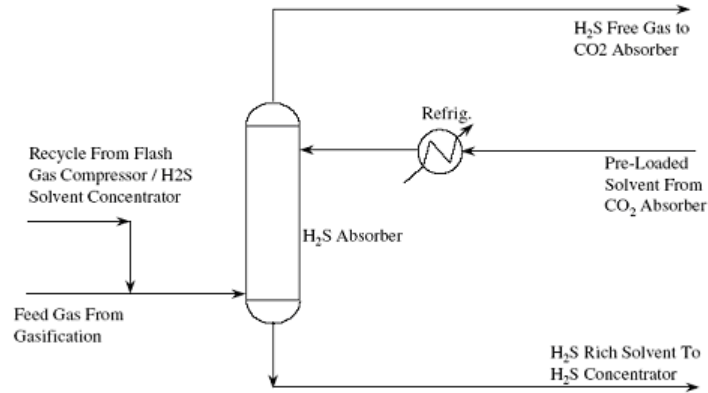 H₂S Free Gas to
CO2 Absorber
Refrig.
Recycle From Flash
Gas Compressor / H2S
Solvent Concentrator
Pre-Loaded
Solvent From
CO₂ Absorber
H₂S Absorber
Feed Gas From
Gasification
H₂S Rich Solvent To
H₂S Concentrator